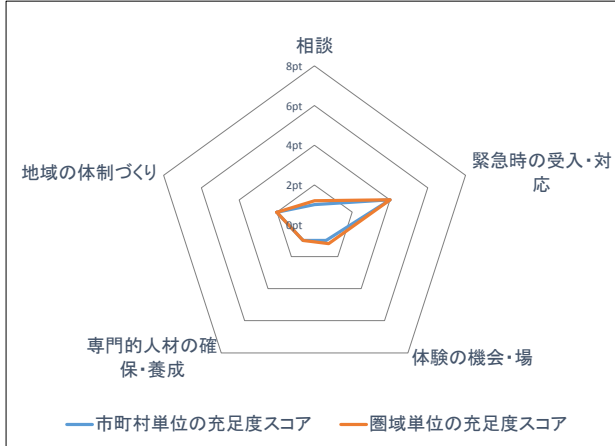 相談
8pt
6pt
4pt
2pt
0pt
緊急時の受入・対
応
地域の体制づくり
専門的人材の確
保・養成
体験の機会・場
市町村単位の充足度スコア
圏域単位の充足度スコア